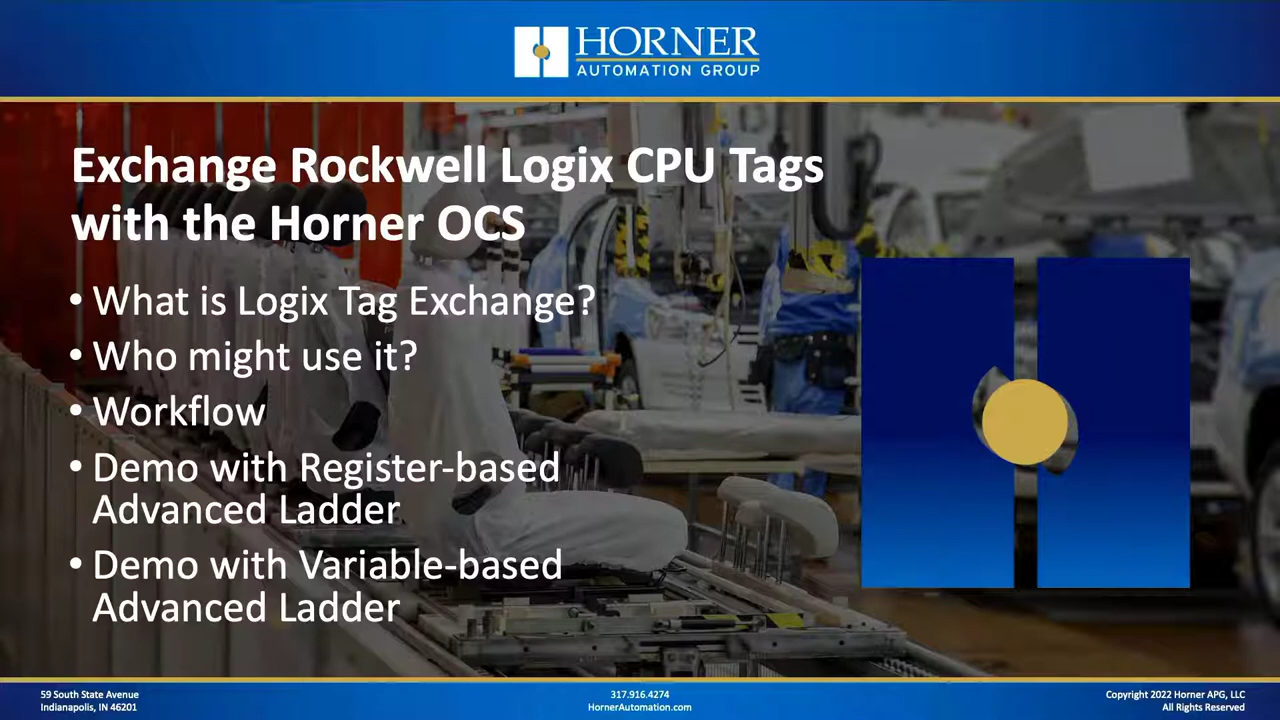 HORNER
AUTOMATION GROUP
Exchange Rockwell Logix CPU Tags
with the Horner OCS
• What is Logix Tag Exchange?
• Who might use it?
• Workflow
• Demo with Register-based
Advanced Ladder
• Demo with Variable-based
Advanced Ladder
59 South State Avenue
Indianapolis, IN 46201
317.916.4274
HornerAutomation.com
Copyright 2022 Horner APG, LLC
All Rights Reserved